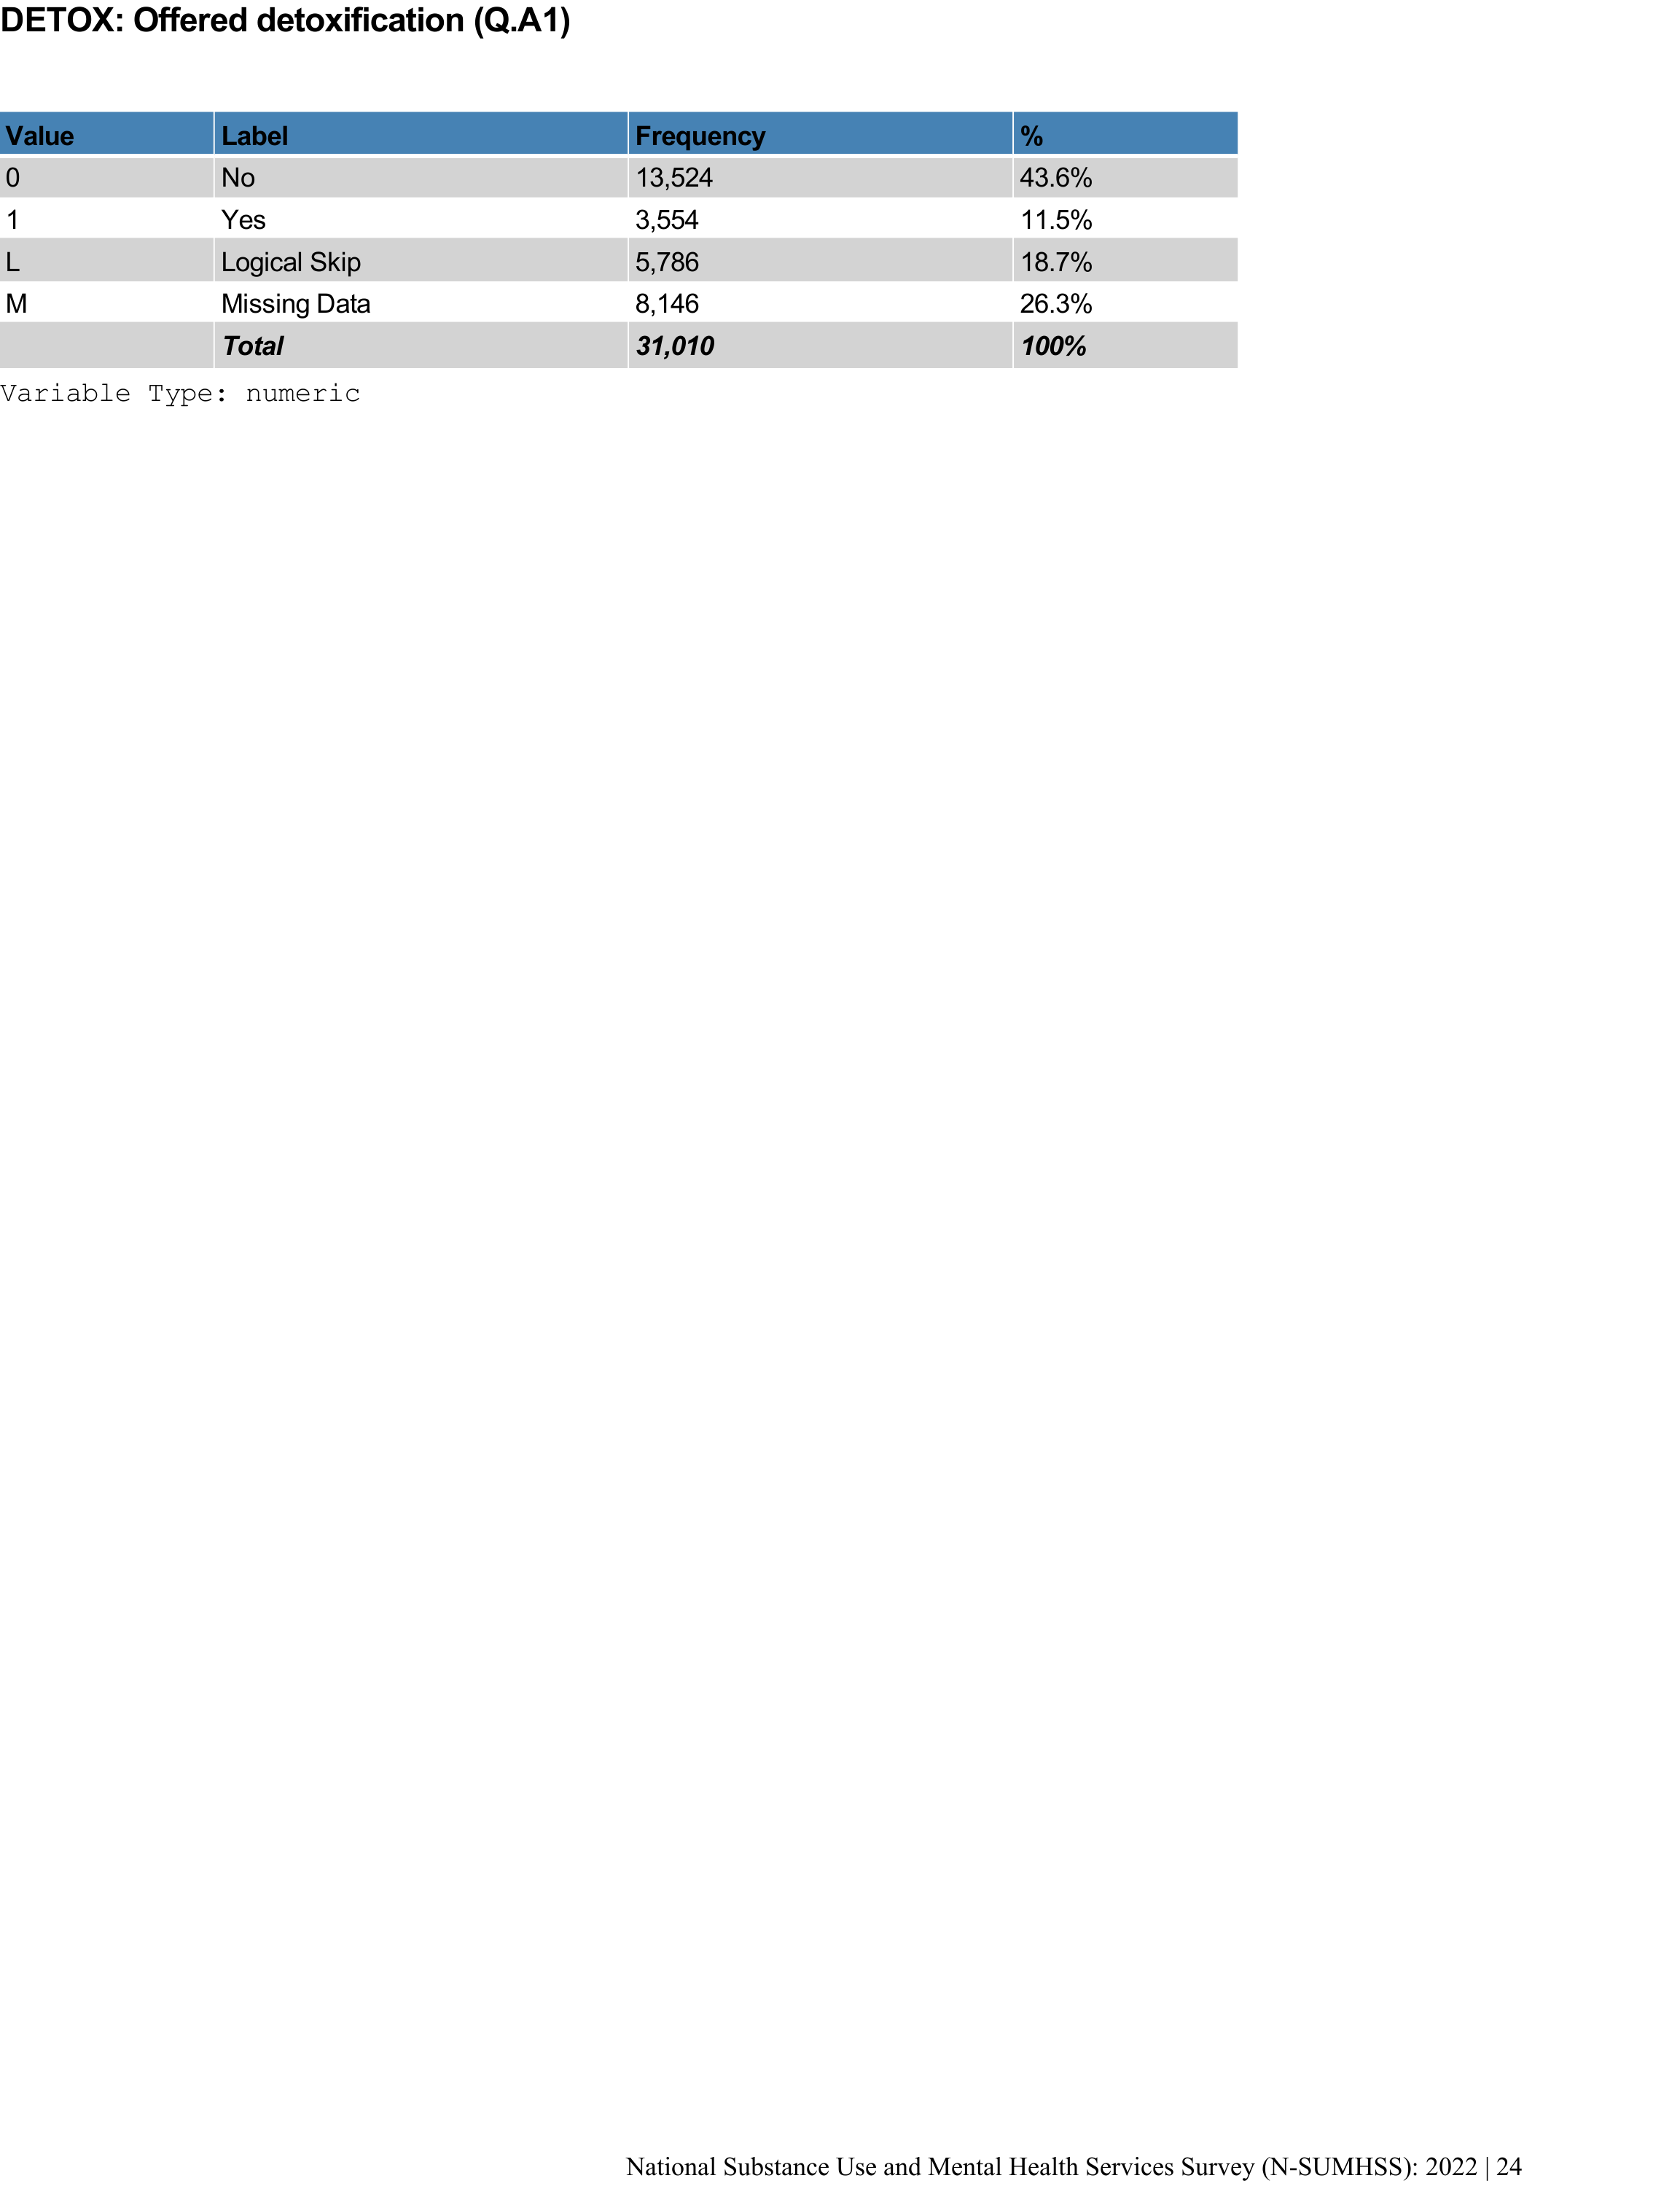 DETOX: Offered detoxification (Q.A1)
Value Label Frequency %
0 No 13,524 43.6%
1 Yes 3,554 11.5%
L Logical Skip 5,786 18.7%
M Missing Data 8,146 26.3%
Total 31,010 100%
Variable Type: numeric
National Substance Use and Mental Health Services Survey (N-SUMHSS): 2022 | 24